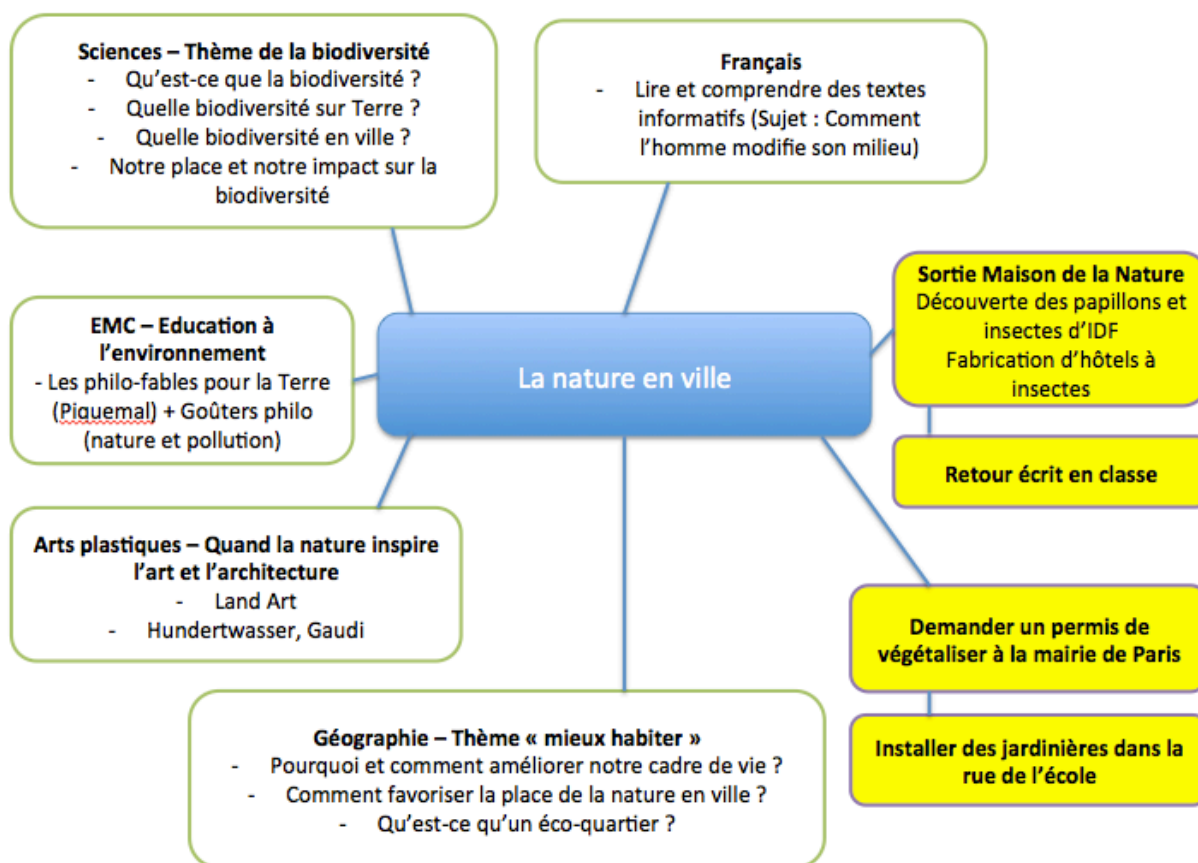 Sciences – Thème de la biodiversité
- Qu’est-ce que la biodiversité ?
- Quelle biodiversité sur Terre ?
- Quelle biodiversité en ville ?
- Notre place et notre impact sur la
biodiversité
Français
- Lire et comprendre des textes
informatifs (Sujet : Comment
l’homme modifie son milieu)
Sortie Maison de la Nature
Découverte des papillons et
insectes d’IDF
Fabrication d’hôtels à
insectes
EMC – Education à
l’environnement
- Les philo-fables pour la Terre
(Piquemal) + Goûters philo
(nature et pollution)
La nature en ville
Retour écrit en classe
Arts plastiques – Quand la nature inspire
l’art et l’architecture
- Land Art
- Hundertwasser, Gaudi
Demander un permis de
végétaliser à la mairie de Paris
Installer des jardinières dans la
rue de l’école
Géographie – Thème « mieux habiter »
- Pourquoi et comment améliorer notre cadre de vie ?
- Comment favoriser la place de la nature en ville ?
- Qu’est-ce qu’un éco-quartier ?